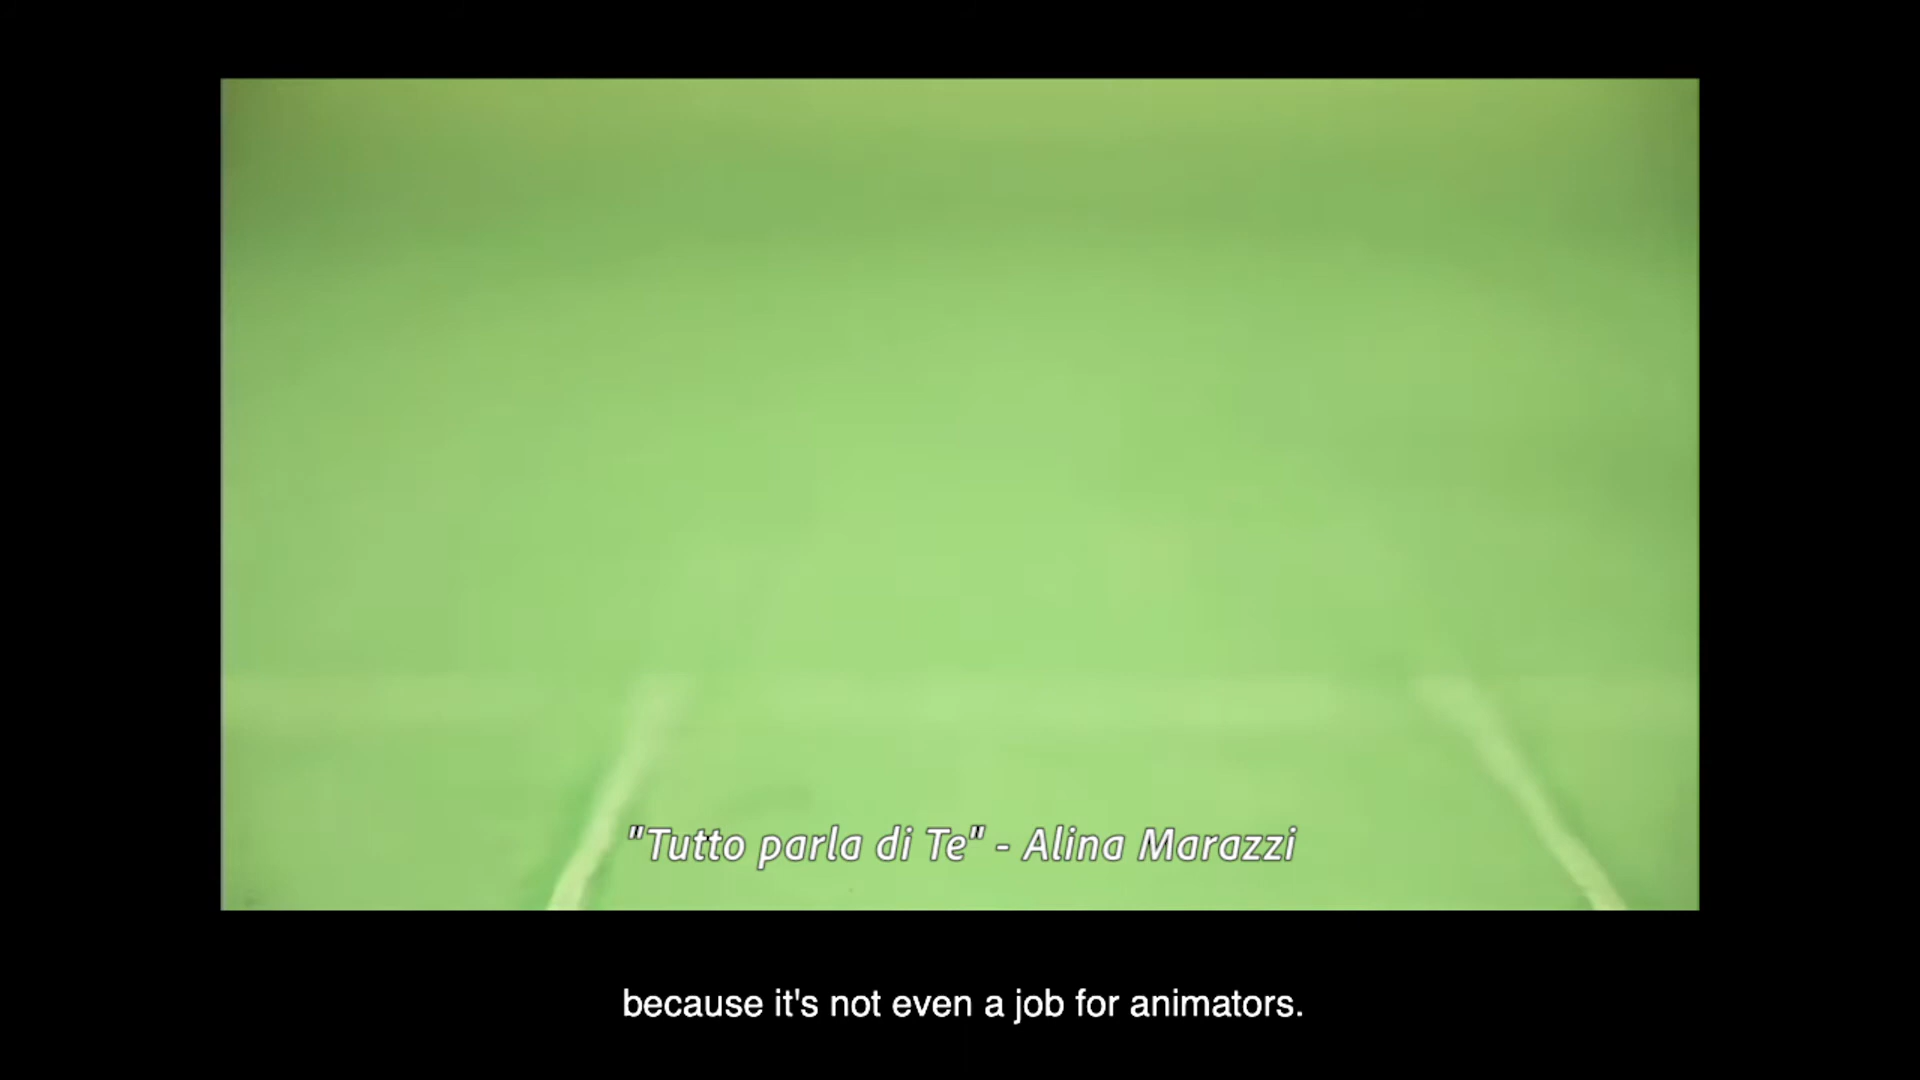 "Tutto parla di Te" - Alina Marazzi
because it's not even a job for animators.